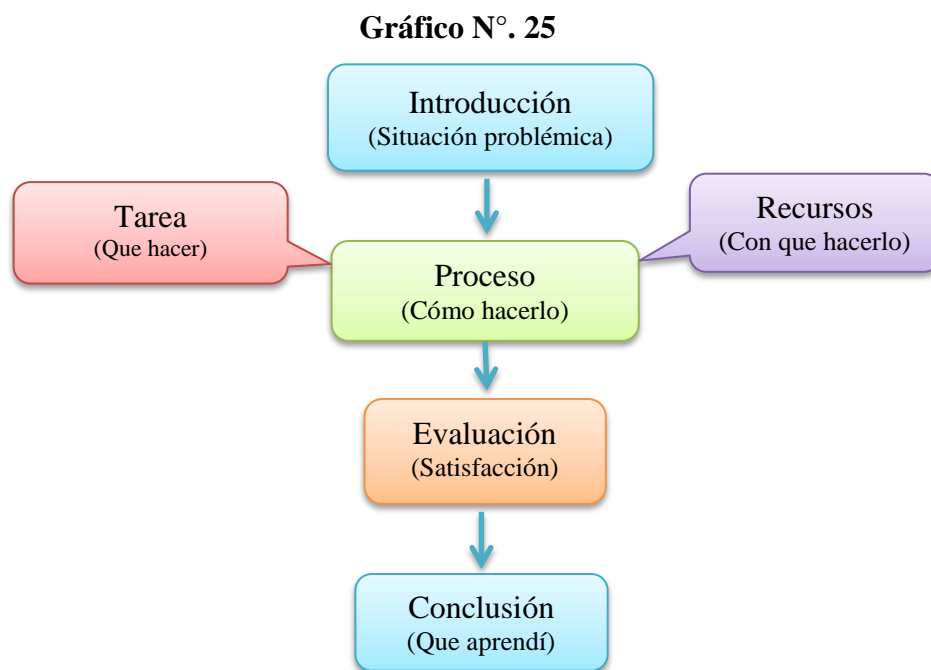 Gráfico N°. 25
Introducción
(Situación problémica)
Tarea
(Que hacer)
Recursos
(Con que hacerlo)
Proceso
(Cómo hacerlo)
Evaluación
(Satisfacción)
Conclusión
(Que aprendí)